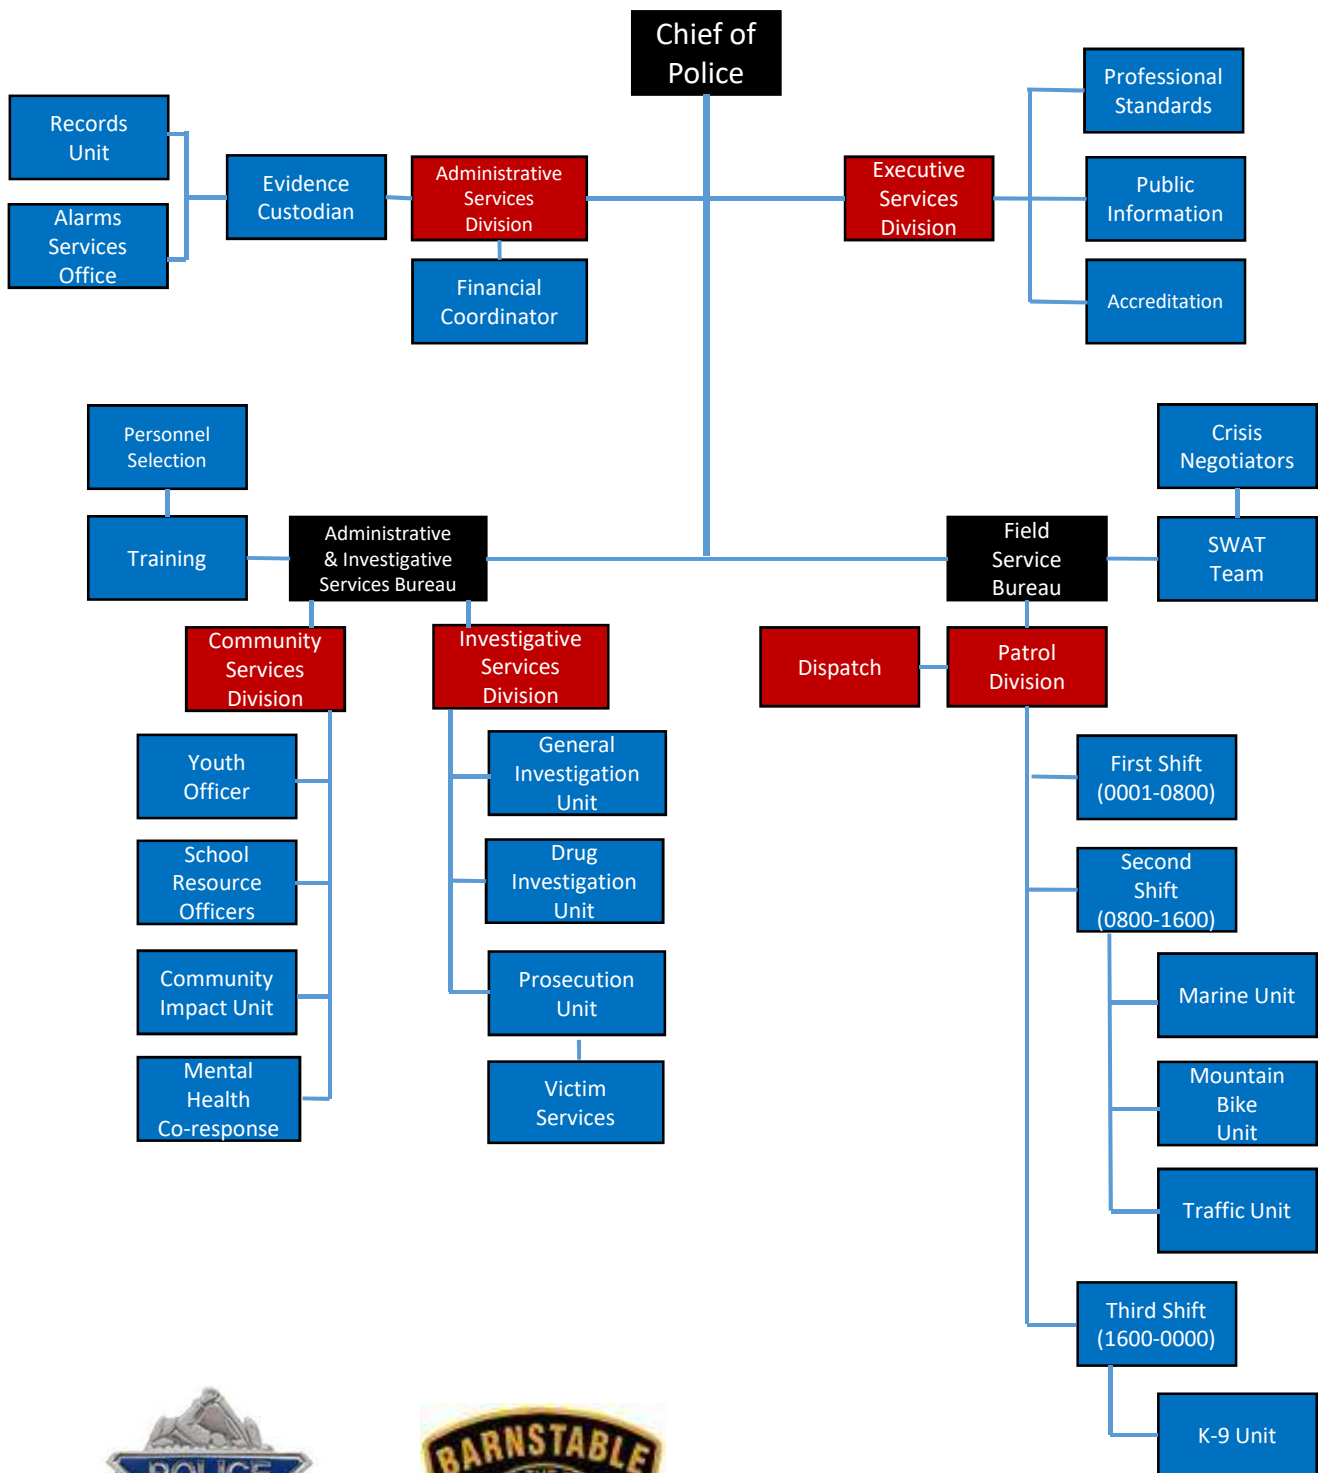 Chief of
Police
Professional
Standards
Records
Unit
Evidence
Custodian
Administrative
Services
Division
Executive
Services
Division
Public
Information
Alarms
Services
Office
Financial
Coordinator
Accreditation
Personnel
Selection
Crisis
Negotiators
Training
Administrative
& Investigative
Services Bureau
Field
Service
Bureau
SWAT
Team
Community
Services
Division
Investigative
Services
Division
Dispatch
Patrol
Division
Youth
Officer
General
Investigation
Unit
First Shift
(0001-0800)
School
Resource
Officers
Drug
Investigation
Unit
Second
Shift
(0800-1600)
Community
Impact Unit
Prosecution
Unit
Marine Unit
Mental
Health
Co-response
Victim
Services
Mountain
Bike
Unit
Traffic Unit
Third Shift
(1600-0000)
K-9 Unit
POLICE
BARNSTABLE